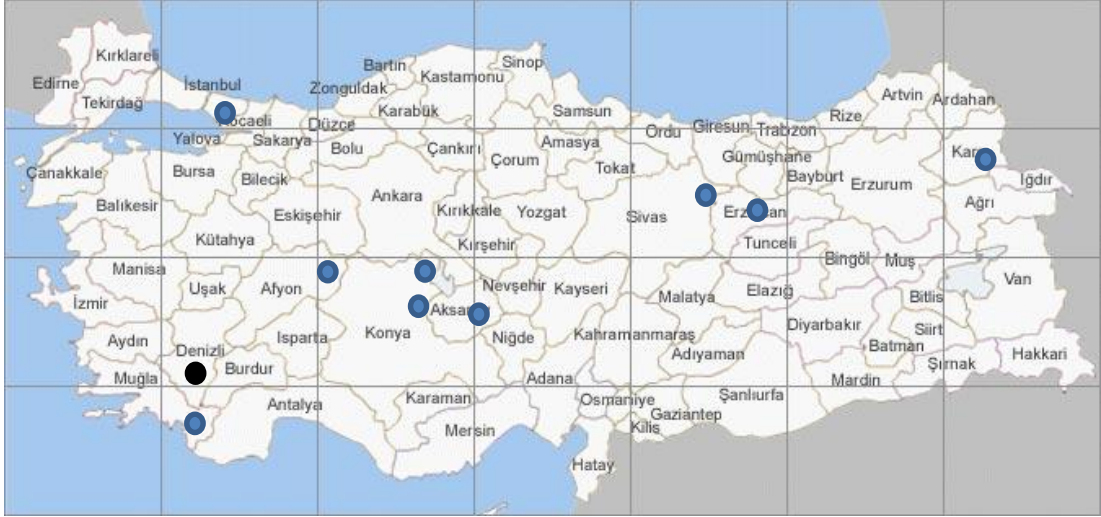 Kırklareli
Edirne
Tekirdağ
İstanbul
Kocaeli
Yalova
Sakarya
Düzce
Zonguldak
Bartın
Karabük
Kastamonu
Sinop
Samsun
Ordu
Giresun
Trabzon
Rize
Artvin
Ardahan
Kars
Iğdır
Ağrı
Erzurum
Bayburt
Gümüşhane
Erzincan
Tunceli
Sivas
Tokat
Amasya
Çorum
Çankırı
Bolu
Bilecik
Bursa
Çanakkale
Balıkesir
Kütahya
Eskişehir
Ankara
Kırıkkale
Yozgat
Kırşehir
Nevşehir
Kayseri
Malatya
Elazığ
Bingöl
Muş
Bitlis
Van
Hakkari
Şırnak
Siirt
Batman
Diyarbakır
Mardin
Şanlıurfa
Adıyaman
Kahramanmaraş
Gaziantep
Kilis
Osmaniye
Hatay
Adana
Niğde
Aksaray
Konya
Karaman
Mersin
Antalya
Isparta
Burdur
Afyon
Uşak
Manisa
İzmir
Aydın
Denizli
Muğla